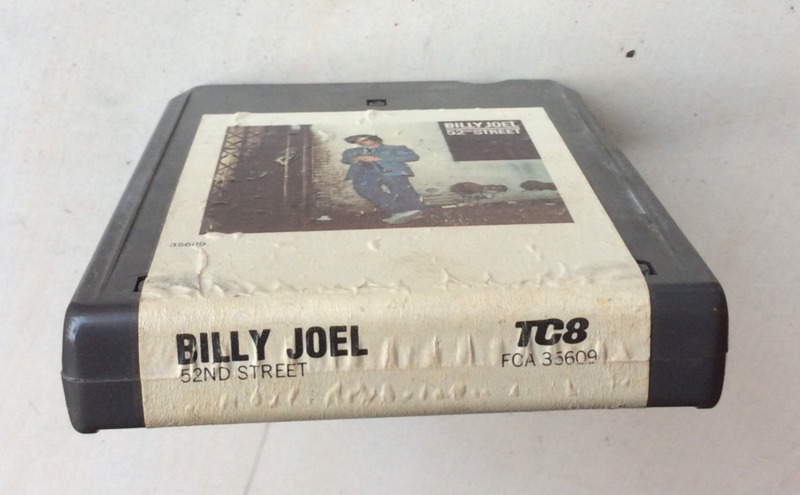 BILLY JOEL
52ND STREET
35609
BILLY JOEL
52ND STREET
TC8
FCA 35609